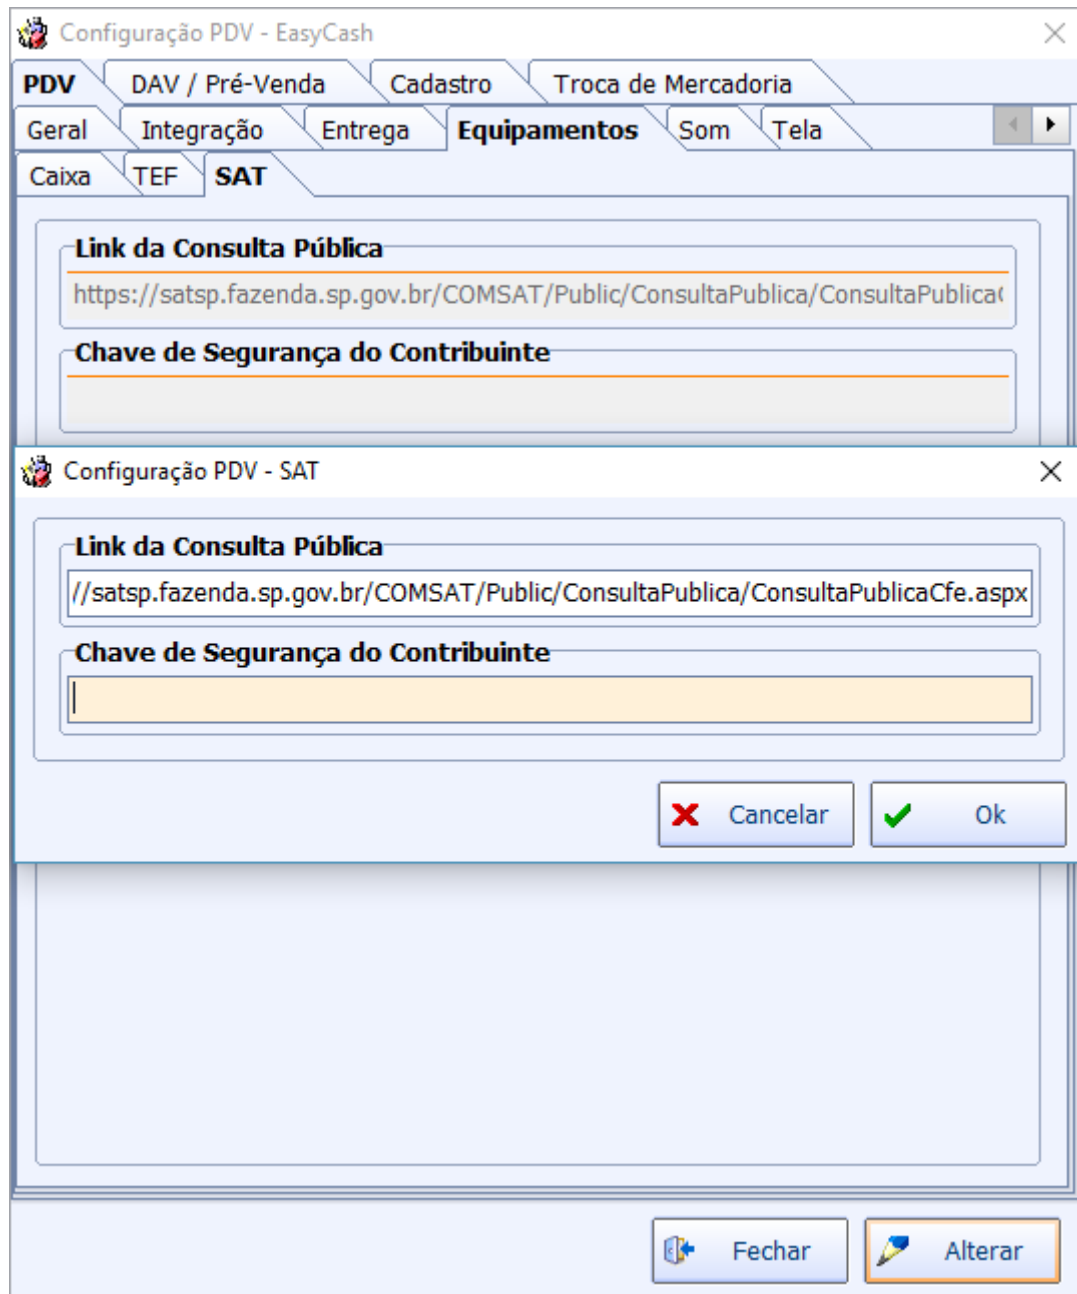 Configuração PDV - EasyCash
PDV DAV / Pré-Venda Cadastro Troca de Mercadoria
Geral Integração Entrega Equipamentos Som Tela
Caixa TEF SAT
Link da Consulta Pública
https://satsp.fazenda.sp.gov.br/COMSAT/Public/ConsultaPublica/ConsultaPublicaC
Chave de Segurança do Contribuinte
Configuração PDV - SAT
Link da Consulta Pública
//satsp.fazenda.sp.gov.br/COMSAT/Public/ConsultaPublica/ConsultaPublicaCfe.aspx
Chave de Segurança do Contribuinte
Cancelar Ok
Fechar Alterar